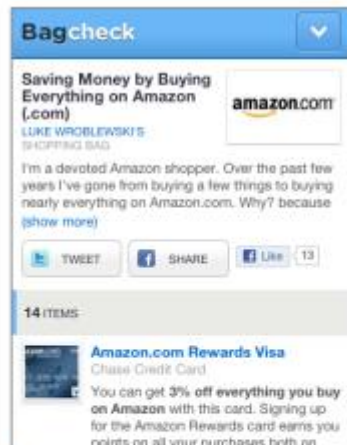 Bagcheck
Saving Money by Buying
Everything on Amazon
(.com)
amazon.com
LUKE WROBLEWSKI'S
SHOPPING BAG
I'm a devoted Amazon shopper. Over the past few
years I've gone from buying a few things to buying
nearly everything on Amazon.com. Why? because
(show more)
TWEET
SHARE
Like
13
14 ITEMS
Amazon.com Rewards Visa
Chase Credit Card
You can get 3% off everything you buy
on Amazon with this card. Signing up
for the Amazon Rewards card earns you
points on all your purchases both on